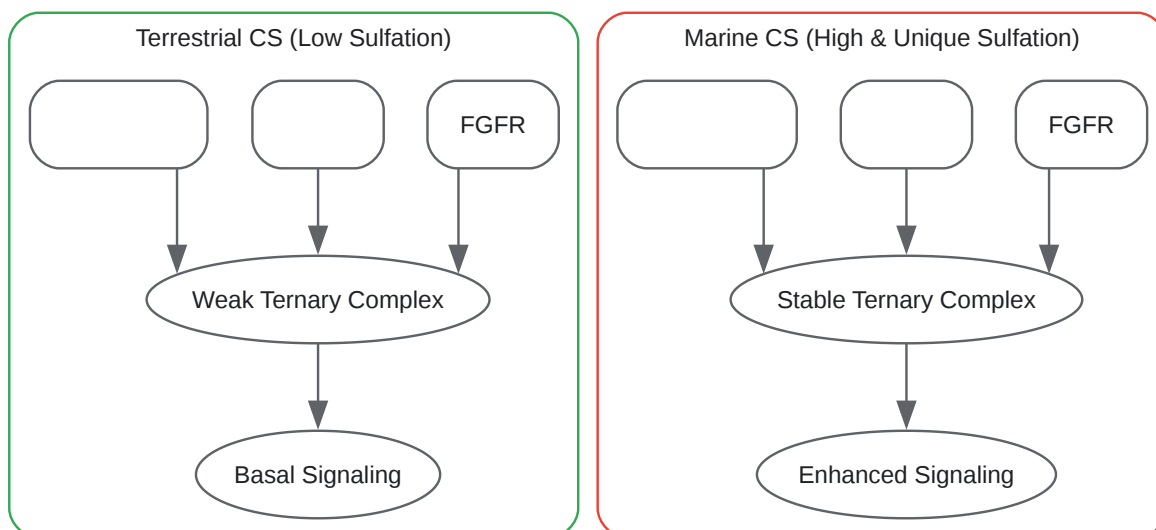 Terrestrial CS (Low Sulfation)
FGFR
Weak Ternary Complex
Basal Signaling
Marine CS (High & Unique Sulfation)
FGFR
Stable Ternary Complex
Enhanced Signaling